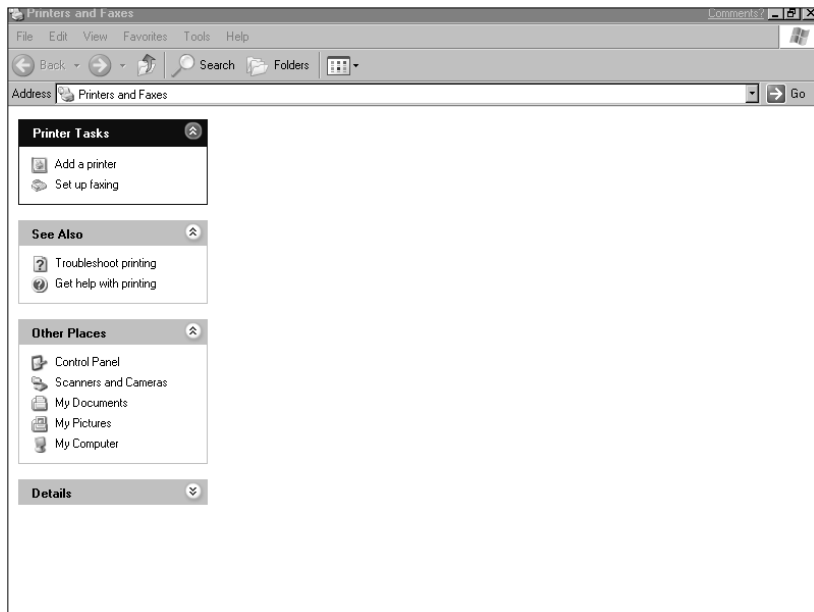 Printers and Faxes Comments?
File Edit View Favorites Tools Help
Back Search Folders
Address Printers and Faxes Go
Printer Tasks
Add a printer
Set up faxing
See Also
Troubleshoot printing
Get help with printing
Other Places
Control Panel
Scanners and Cameras
My Documents
My Pictures
My Computer
Details